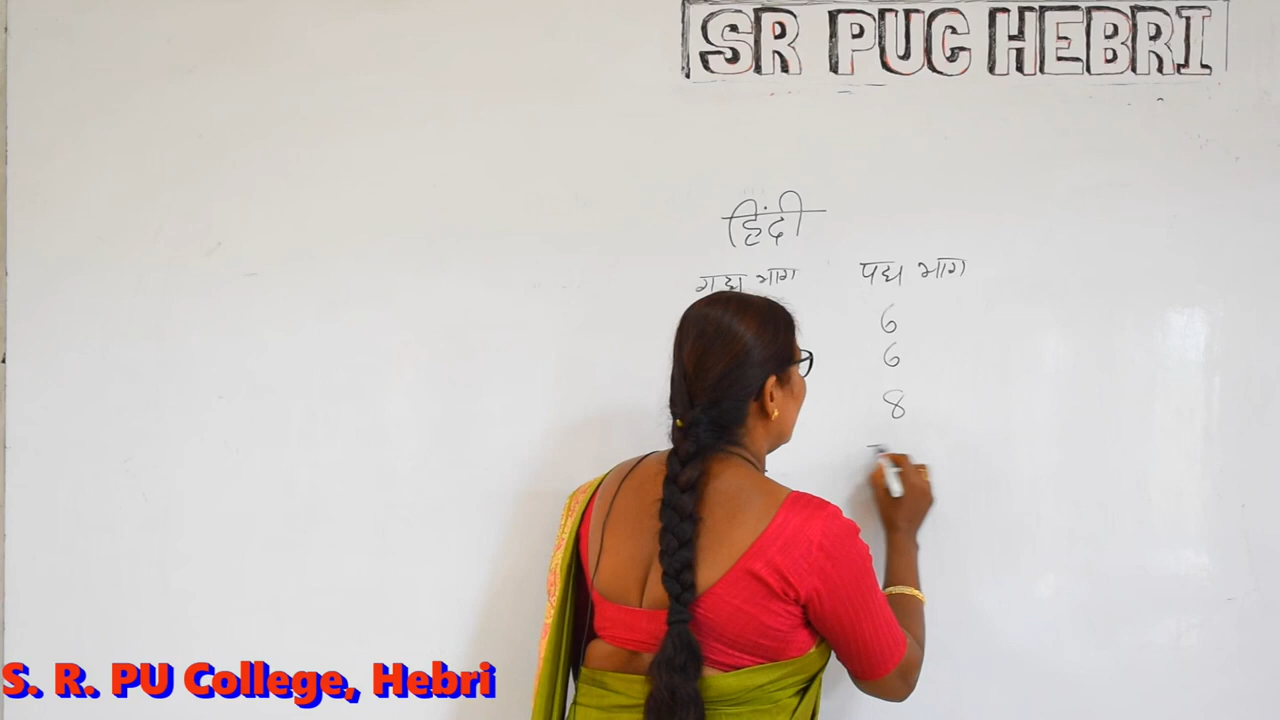 SR PUC HEBRI
हिंदी
गद्य भाग पद्य भाग
6
6
8
S. R. PU College, Hebri